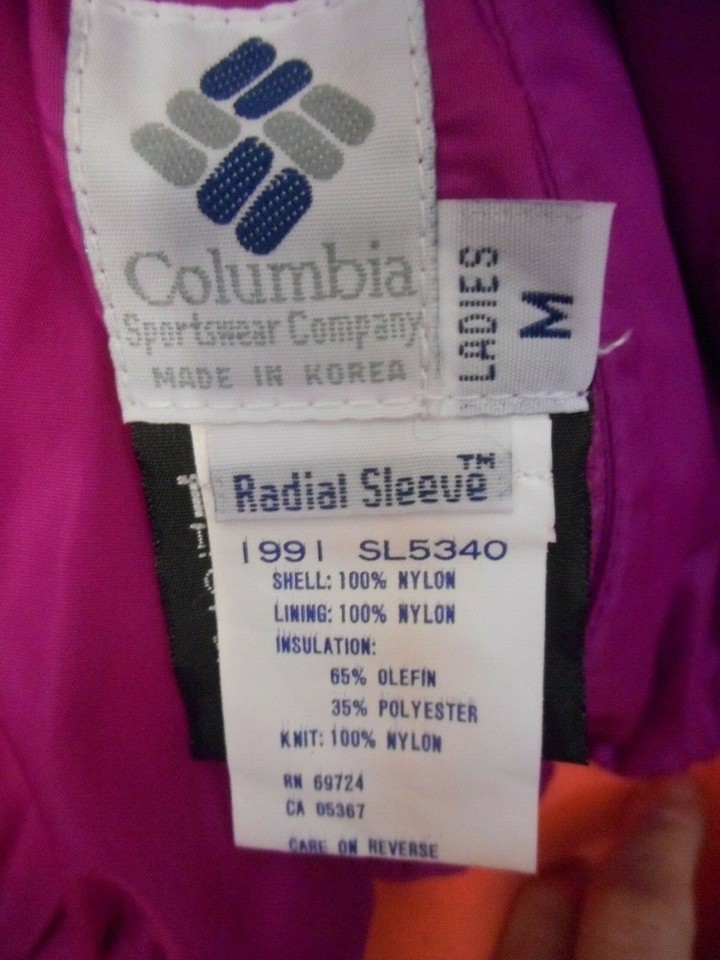 Columbia
Sportswear Company
MADE IN KOREA
LADIES
M
Radial Sleeve™
1991 SL5340
SHELL: 100% NYLON
LINING: 100% NYLON
INSULATION:
65% OLEFIN
35% POLYESTER
KNIT: 100% NYLON
RN 69724
CA 05367
CARE ON REVERSE